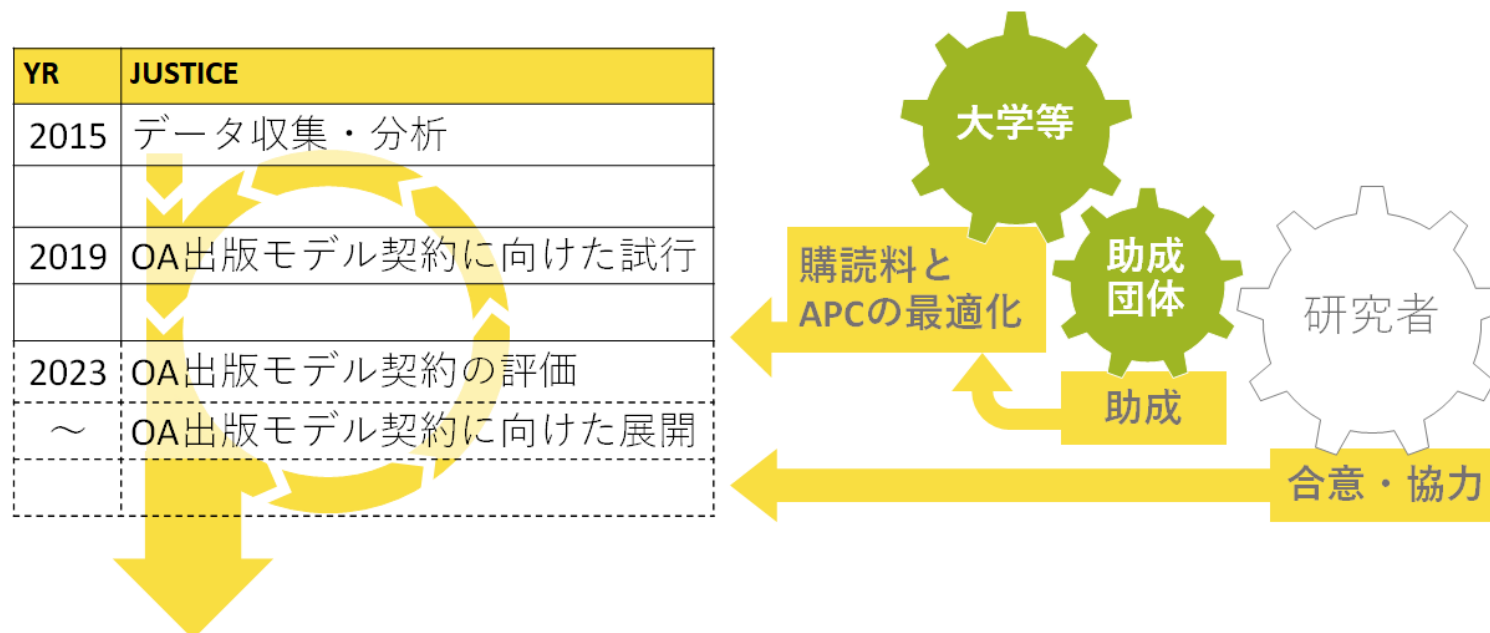 YR JUSTICE
2015 データ収集・分析
2019 OA出版モデル契約に向けた試行
2023 OA出版モデル契約の評価
～ OA出版モデル契約に向けた展開
大学等
助成
団体
研究者
購読料と
APCの最適化
助成
合意・協力